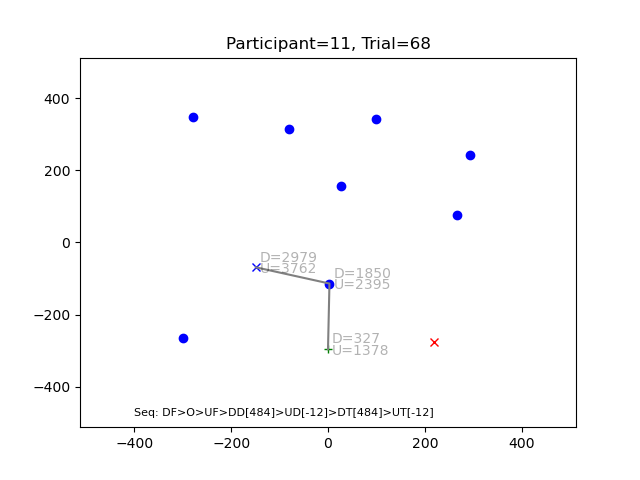 Participant=11, Trial=68
400
200
0
−200
−400
D=2979
U=3762
D=1850
U=2395
D=327
U=1378
Seq: DF>O>UF>DD[484]>UD[-12]>DT[484]>UT[-12]
−400 −200 0 200 400